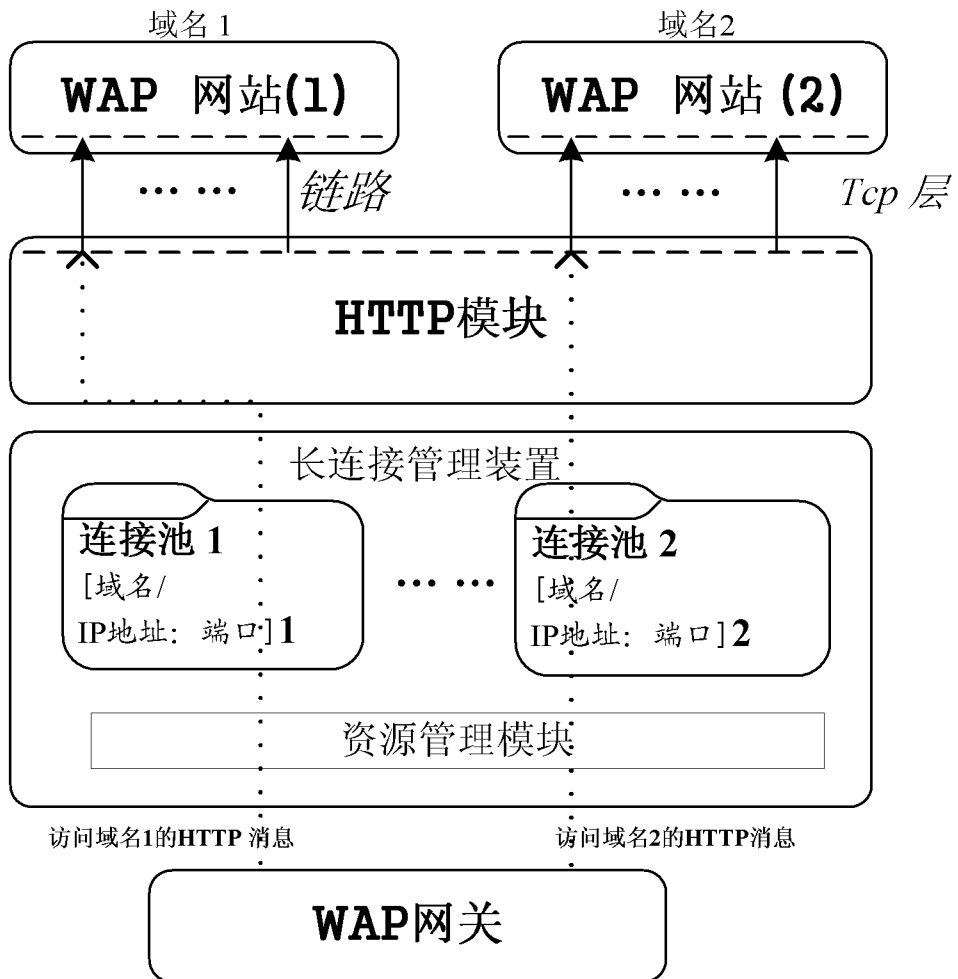 域名 1
域名2
WAP 网站(1)
WAP 网站 (2)
…… 链路
…… Tcp 层
HTTP模块
长连接管理装置
连接池 1
[域名/
IP地址：端口]1
……
连接池 2
[域名/
IP地址：端口]2
资源管理模块
访问域名1的HTTP 消息
访问域名2的HTTP消息
WAP网关